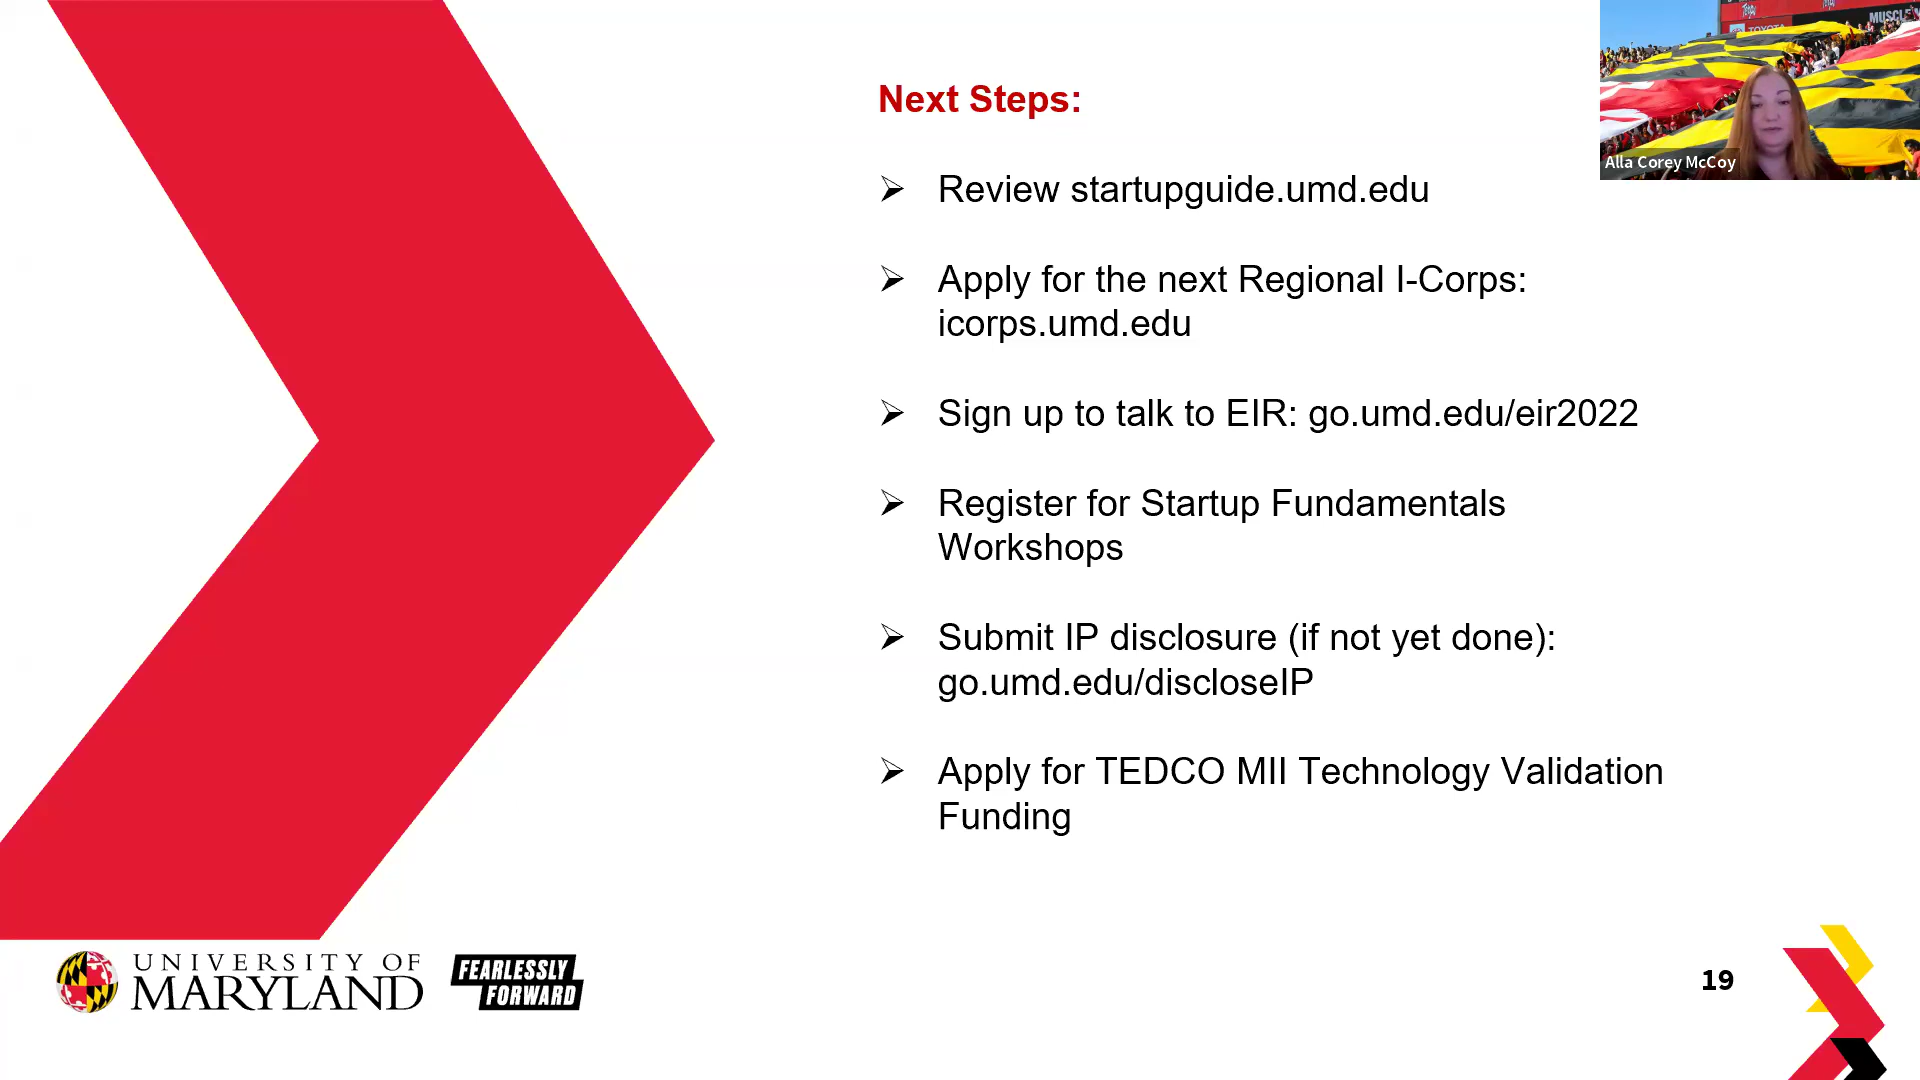 Next Steps:
➢ Review startupguide.umd.edu
➢ Apply for the next Regional I-Corps:
icorps.umd.edu
➢ Sign up to talk to EIR: go.umd.edu/eir2022
➢ Register for Startup Fundamentals
Workshops
➢ Submit IP disclosure (if not yet done):
go.umd.edu/discloseIP
➢ Apply for TEDCO MII Technology Validation
Funding
Alla Corey McCoy
TOYOTA
UNIVERSITY OF
MARYLAND
FEARLESSLY
FORWARD
19